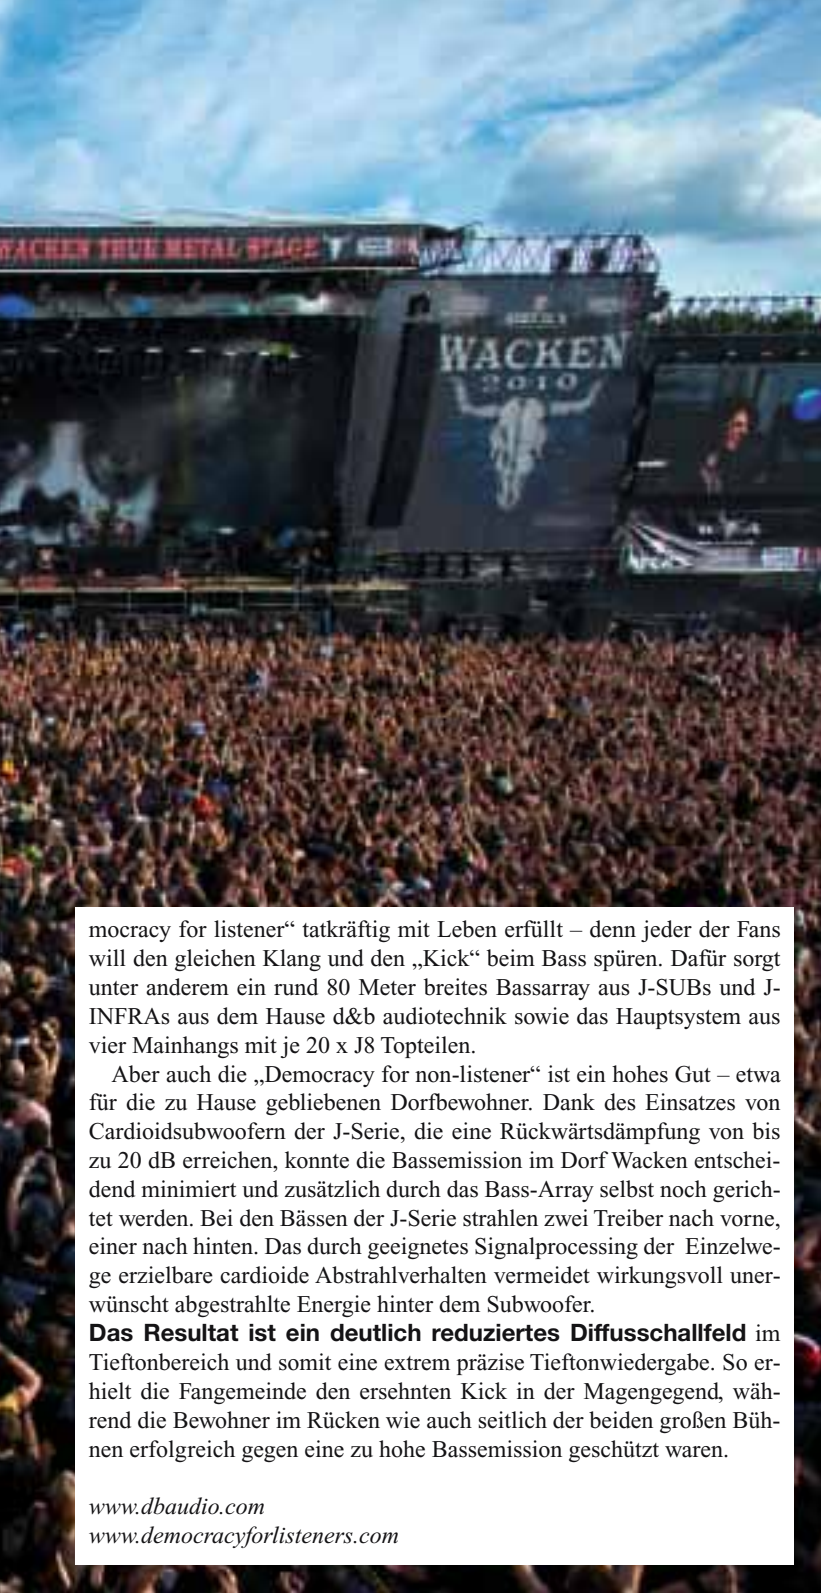 WACKEN TRUE METAL STAGE
WACKEN
2010
mocracy for listener“ tatkräftig mit Leben erfüllt – denn jeder der Fans
will den gleichen Klang und den „Kick“ beim Bass spüren. Dafür sorgt
unter anderem ein rund 80 Meter breites Bassarray aus J-SUBs und J-
INFRAs aus dem Hause d&b audiotechnik sowie das Hauptsystem aus
vier Mainhangs mit je 20 x J8 Topteilen.
Aber auch die „Democracy for non-listener“ ist ein hohes Gut – etwa
für die zu Hause gebliebenen Dorfbewohner. Dank des Einsatzes von
Cardioidsubwoofern der J-Serie, die eine Rückwärtsdämpfung von bis
zu 20 dB erreichen, konnte die Bassemission im Dorf Wacken entschei-
dend minimiert und zusätzlich durch das Bass-Array selbst noch gerich-
tet werden. Bei den Bässen der J-Serie strahlen zwei Treiber nach vorne,
einer nach hinten. Das durch geeignetes Signalprocessing der Einzelwe-
ge erzielbare cardioide Abstrahlverhalten vermeidet wirkungsvoll uner-
wünscht abgestrahlte Energie hinter dem Subwoofer.
Das Resultat ist ein deutlich reduziertes Diffusschallfeld im
Tieftonbereich und somit eine extrem präzise Tieftonwiedergabe. So er-
hielt die Fangemeinde den ersehnten Kick in der Magengegend, wäh-
rend die Bewohner im Rücken wie auch seitlich der beiden großen Büh-
nen erfolgreich gegen eine zu hohe Bassemission geschützt waren.
www.dbaudio.com
www.democracyforlisteners.com